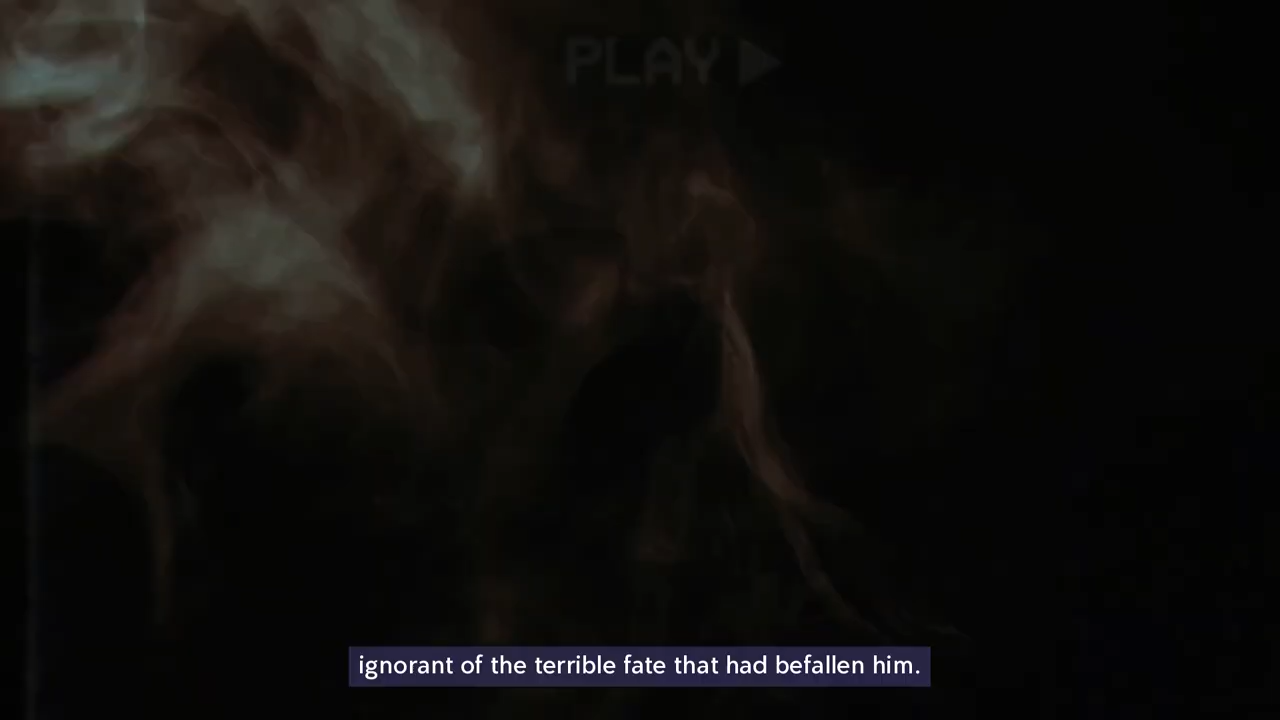 PLAY ▶
ignorant of the terrible fate that had befallen him.